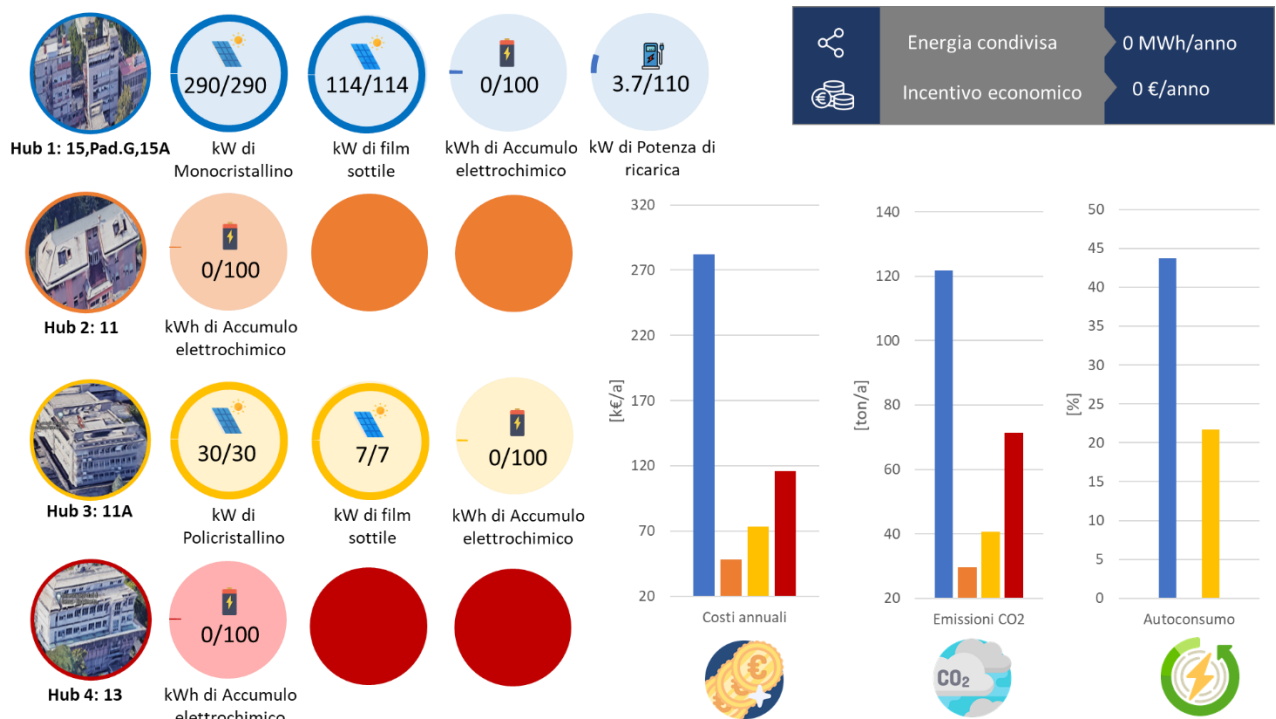 290/290
114/114
0/100
3.7/110
Hub 1: 15,Pad.G,15A
kW di
Monocristallino
kW di film
sottile
kWh di Accumulo
elettrochimico
kW di Potenza di
ricarica
Energia condivisa
0 MWh/anno
Incentivo economico
0 €/anno
0/100
Hub 2: 11
kWh di Accumulo
elettrochimico
30/30
7/7
0/100
Hub 3: 11A
kW di
Policristallino
kW di film
sottile
kWh di Accumulo
elettrochimico
0/100
Hub 4: 13
kWh di Accumulo
elettrochimico
[k€/a]
320
270
220
170
120
70
20
Costi annuali
[ton/a]
140
120
100
80
60
40
20
Emissioni CO2
CO₂
[%]
50
45
40
35
30
25
20
15
10
5
0
Autoconsumo